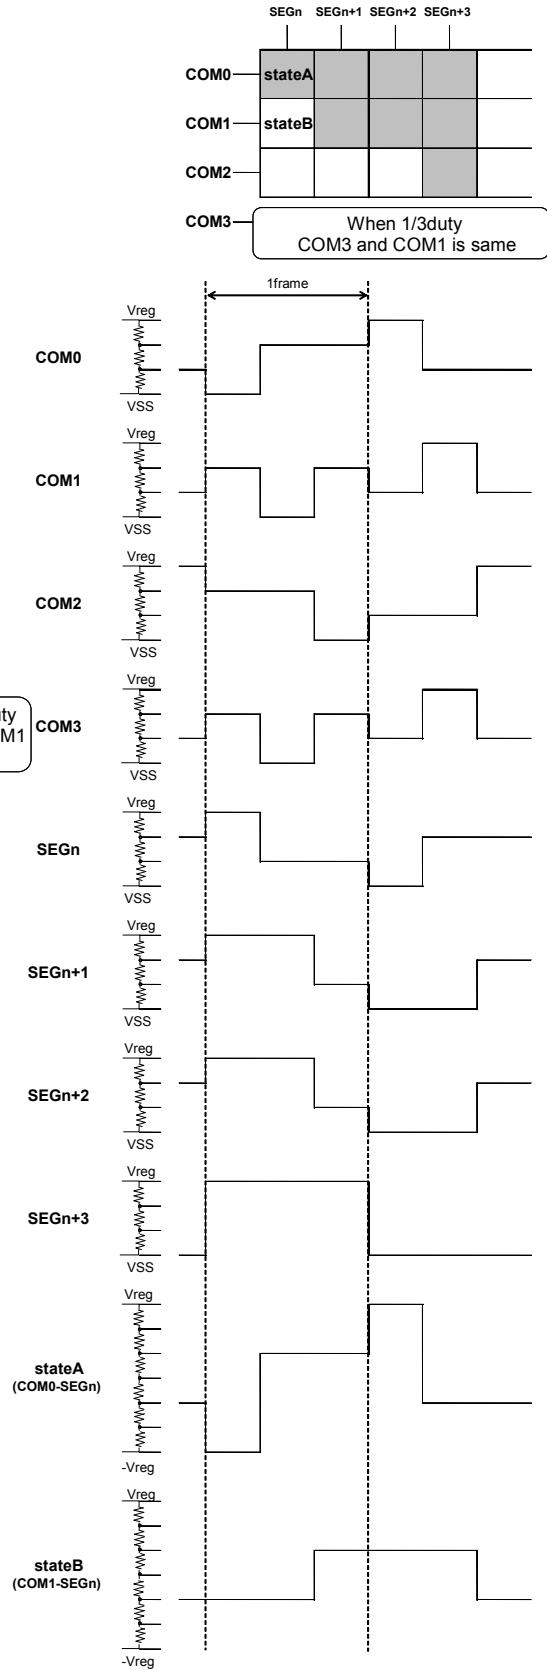 SEGn SEGn+1 SEGn+2 SEGn+3
COM0 stateA
COM1 stateB
COM2
COM3 When 1/3duty
COM3 and COM1 is same
1frame
Vreg
COM0
VSS
Vreg
COM1
VSS
Vreg
COM2
VSS
Vreg
COM3
VSS
Vreg
SEGn
VSS
Vreg
SEGn+1
VSS
Vreg
SEGn+2
VSS
Vreg
SEGn+3
VSS
Vreg
stateA
(COM0-SEGn)
-Vreg
Vreg
stateB
(COM1-SEGn)
-Vreg